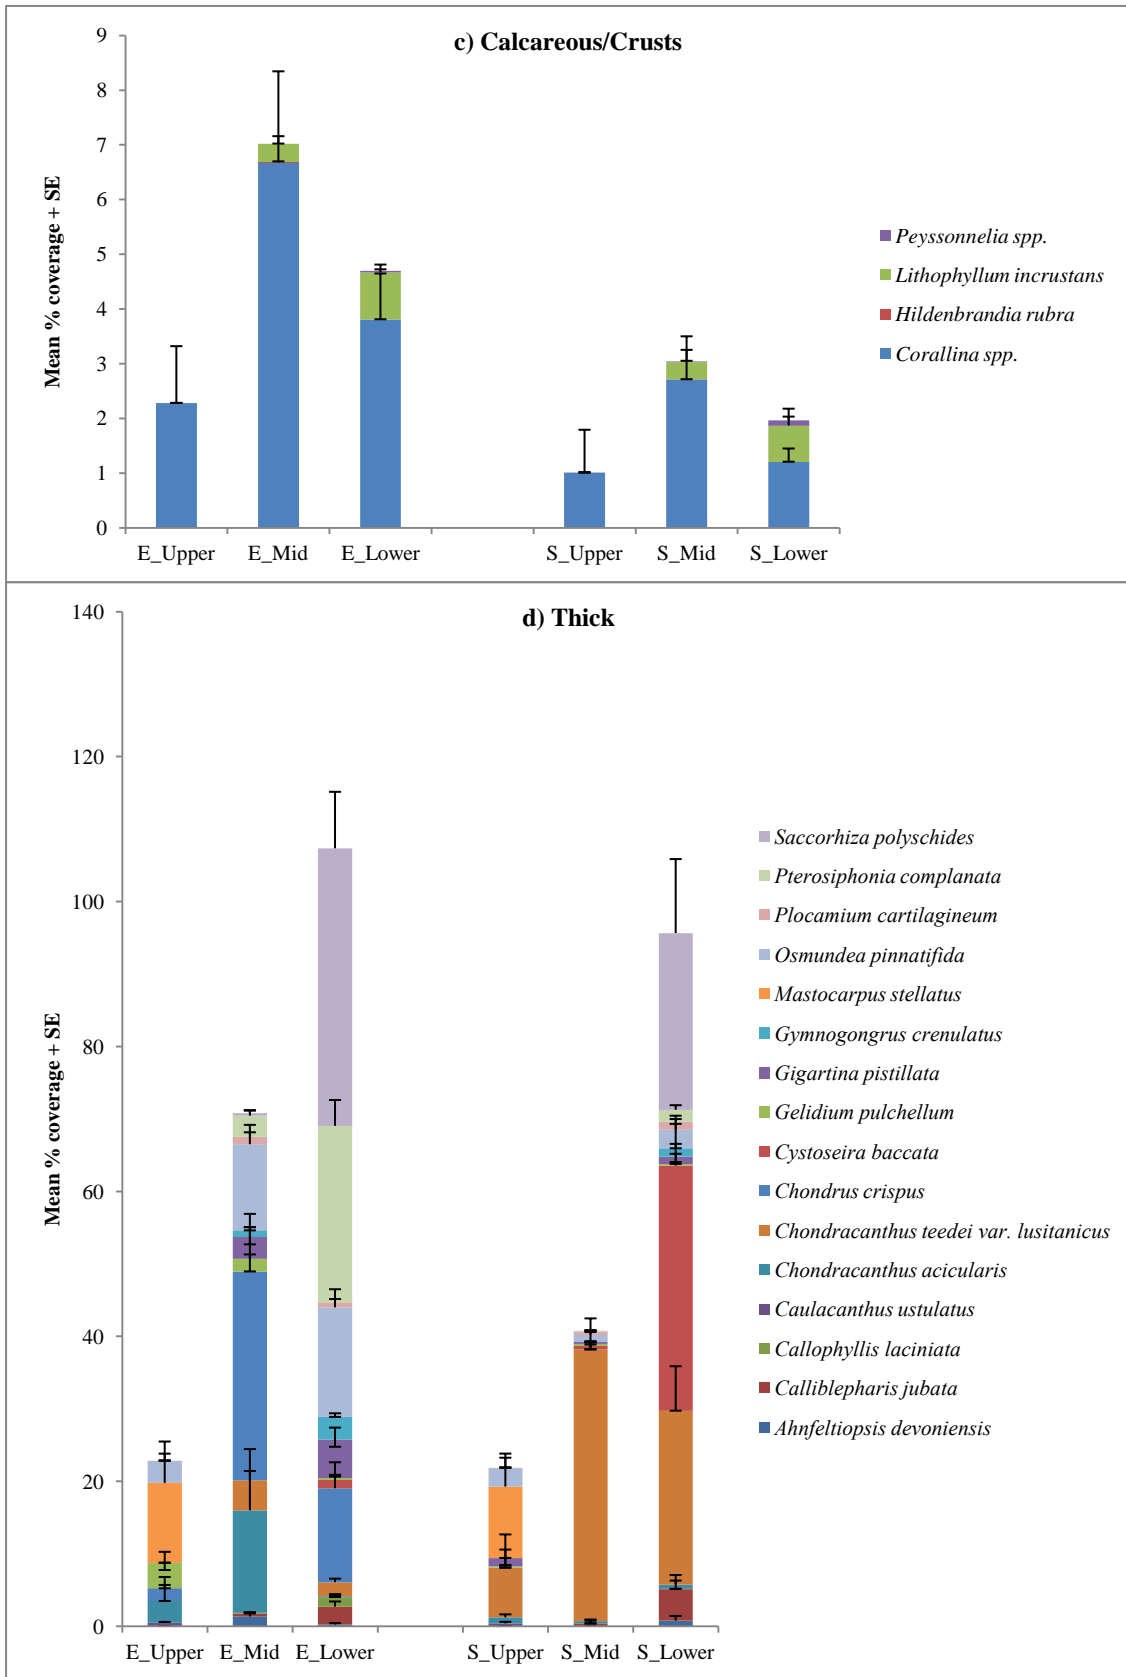 c) Calcareous/Crusts
Mean % coverage + SE
9
8
7
6
5
4
3
2
1
0
E_Upper E_Mid E_Lower S_Upper S_Mid S_Lower
Peyssonnelia spp.
Lithophyllum incrustans
Hildenbrandia rubra
Corallina spp.
d) Thick
Mean % coverage + SE
140
120
100
80
60
40
20
0
E_Upper E_Mid E_Lower S_Upper S_Mid S_Lower
Saccorhiza polyschides
Pterosiphonia complanata
Plocamium cartilagineum
Osmundea pinnatifida
Mastocarpus stellatus
Gymnogongrus crenulatus
Gigartina pistillata
Gelidium pulchellum
Cystoseira baccata
Chondrus crispus
Chondracanthus teedei var. lusitanicus
Chondracanthus acicularis
Caulacanthus ustulatus
Callophyllis laciniata
Calliblepharis jubata
Ahnfeltiopsis devoniensis